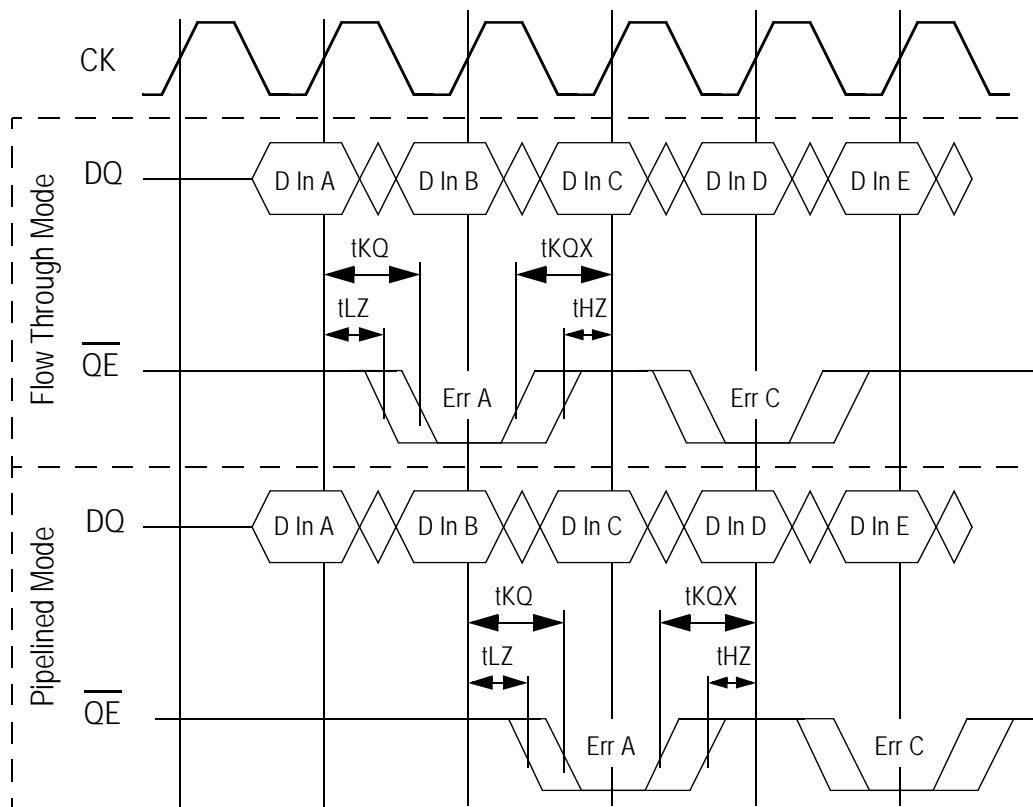 CK
Flow Through Mode
DQ
D In A
D In B
D In C
D In D
D In E
tKQ
tKQX
tLZ
tHZ
QE
Err A
Err C
Pipelined Mode
DQ
D In A
D In B
D In C
D In D
D In E
tKQ
tKQX
tLZ
tHZ
QE
Err A
Err C